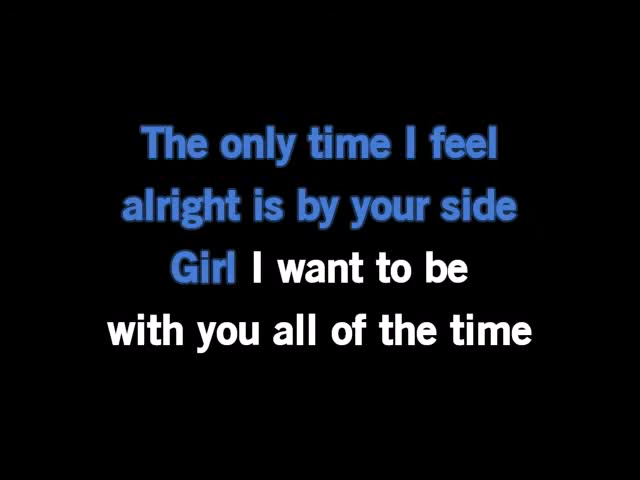 The only time I feel
alright is by your side
Girl I want to be
with you all of the time